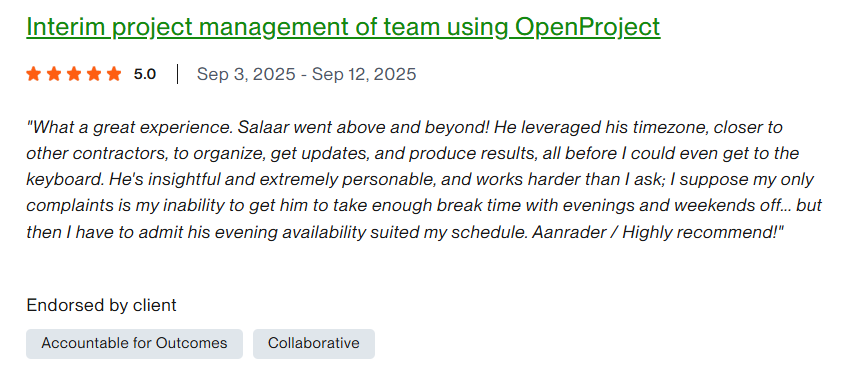 Interim project management of team using OpenProject
5.0 Sep 3, 2025 - Sep 12, 2025
"What a great experience. Salaar went above and beyond! He leveraged his timezone, closer to
other contractors, to organize, get updates, and produce results, all before I could even get to the
keyboard. He's insightful and extremely personable, and works harder than I ask; I suppose my only
complaints is my inability to get him to take enough break time with evenings and weekends off... but
then I have to admit his evening availability suited my schedule. Aanrader / Highly recommend!"
Endorsed by client
Accountable for Outcomes Collaborative